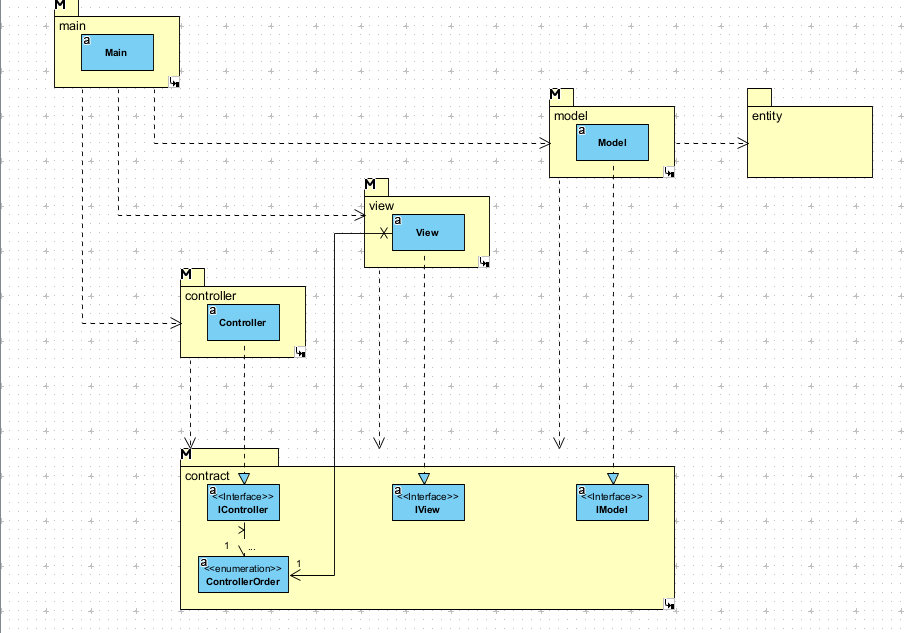 M
main
a
Main
M
model
a
Model
entity
M
view
a
View
X
M
controller
a
Controller
M
contract
a
<<Interface>>
IController
a
<<Interface>>
IView
a
<<Interface>>
IModel
1
...
a
<<enumeration>>
ControllerOrder
1